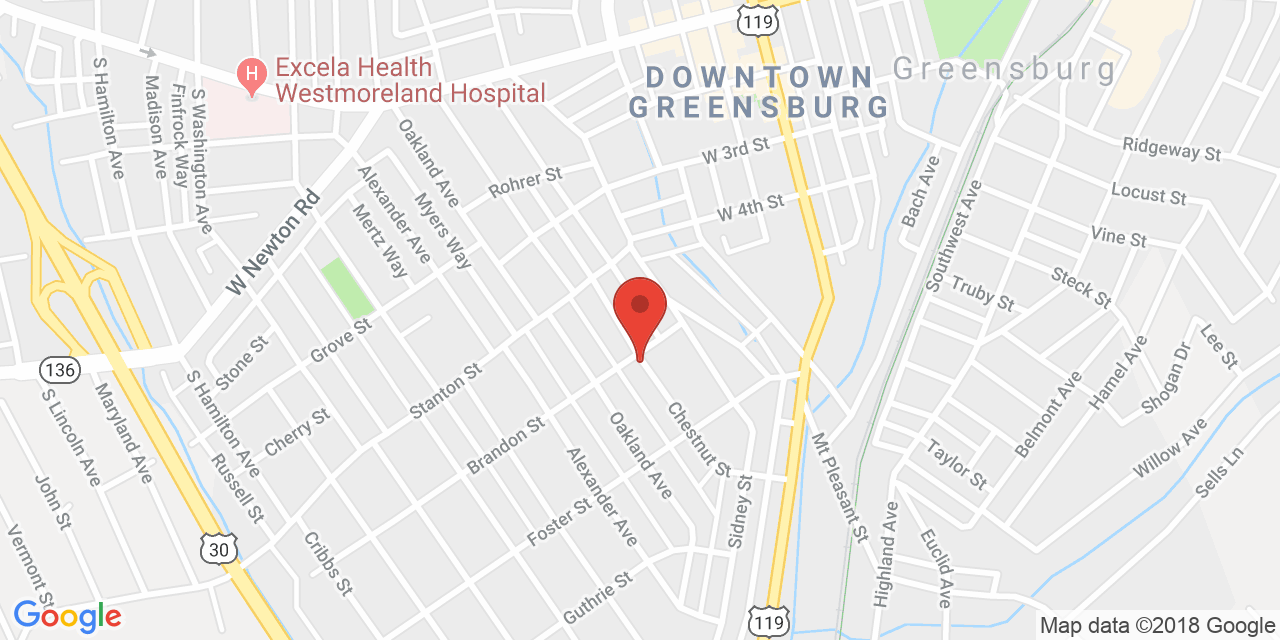 119
Excela Health
Westmoreland Hospital
DOWNTOWN
GREENSBURG
Greensburg
S Hamilton Ave
Madison Ave
Finfrock Way
S Washington Ave
Oakland Ave
Myers Way
Rohrer St
W 3rd St
W 4th St
Bach Ave
Southwest Ave
Ridgeway St
Locust St
Vine St
Steck St
Truby St
Alexander Ave
Mertz Way
W Newton Rd
Grove St
Stone St
136
S Hamilton Ave
Stanton St
Cherry St
Brandon St
Chestnut St
Oakland Ave
Alexander Ave
Foster St
Guthrie St
Sidney St
Mt Pleasant St
Highland Ave
Euclid Ave
Taylor St
Belmont Ave
Hamel Ave
Shogan Dr
Lee St
Willow Ave
Sells Ln
S Lincoln Ave
Maryland Ave
John St
Vermont St
Russell St
Cribbs St
30
119
Google
Map data ©2018 Google